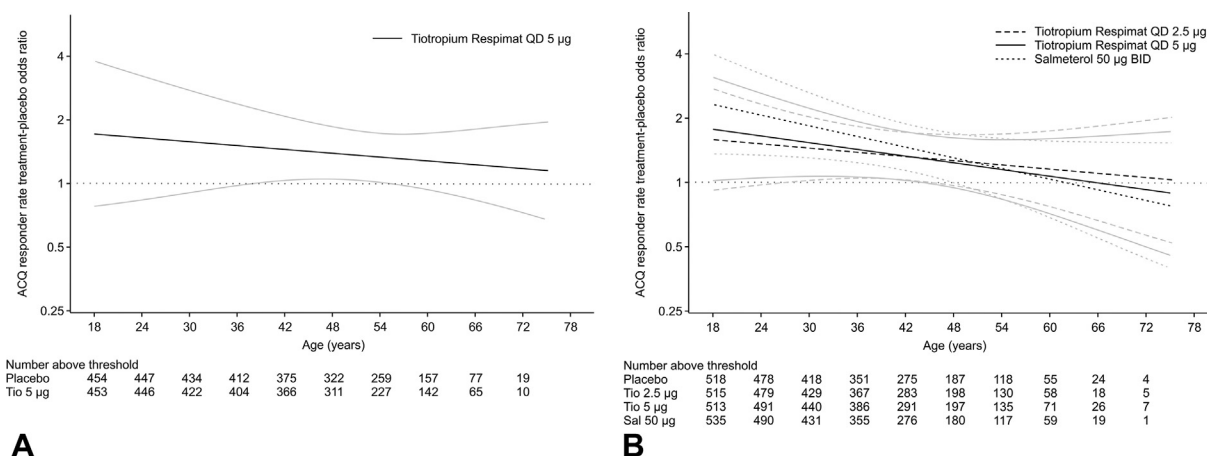 ACQ responder rate treatment-placebo odds ratio
Tiotropium Respimat QD 5 µg
4
2
1
0.5
0.25
18 24 30 36 42 48 54 60 66 72 78
Age (years)
Number above threshold
Placebo 454 447 434 412 375 322 259 157 77 19
Tio 5 µg 453 446 422 404 366 311 227 142 65 10
A
ACQ responder rate treatment-placebo odds ratio
Tiotropium Respimat QD 2.5 µg
Tiotropium Respimat QD 5 µg
Salmeterol 50 µg BID
4
2
1
0.5
0.25
18 24 30 36 42 48 54 60 66 72 78
Age (years)
Number above threshold
Placebo 518 478 418 351 275 187 118 55 24 4
Tio 2.5 µg 515 479 429 367 283 198 130 58 18 5
Tio 5 µg 513 491 440 386 291 197 135 71 26 7
Sal 50 µg 535 490 431 355 276 180 117 59 19 1
B